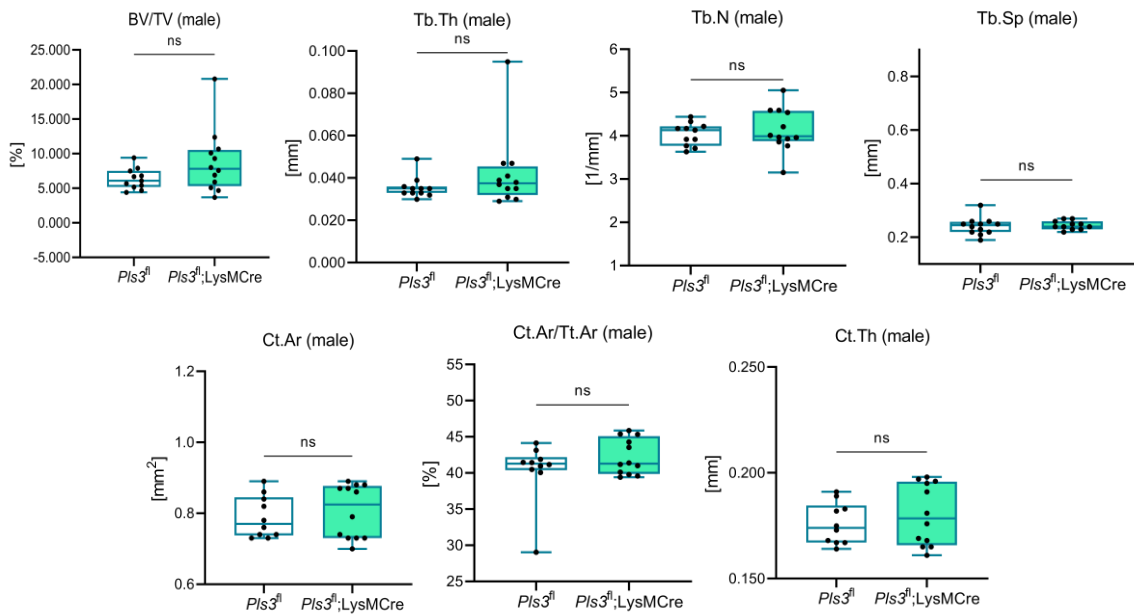 BV/TV (male)
ns
[%]
25.000
20.000
15.000
10.000
5.000
0.000
-5.000
Pls3fl
Pls3fl;LysMCre
Tb.Th (male)
ns
[mm]
0.100
0.080
0.060
0.040
0.020
0.000
Pls3fl
Pls3fl;LysMCre
Tb.N (male)
ns
[1/mm]
6
5
4
3
2
1
Pls3fl
Pls3fl;LysMCre
Tb.Sp (male)
ns
[mm]
0.8
0.6
0.4
0.2
Pls3fl
Pls3fl;LysMCre
Ct.Ar (male)
ns
[mm2]
1.2
1.0
0.8
0.6
Pls3fl
Pls3fl;LysMCre
Ct.Ar/Tt.Ar (male)
ns
[%]
55
50
45
40
35
30
25
Pls3fl
Pls3fl;LysMCre
Ct.Th (male)
ns
[mm]
0.250
0.200
0.150
Pls3fl
Pls3fl;LysMCre